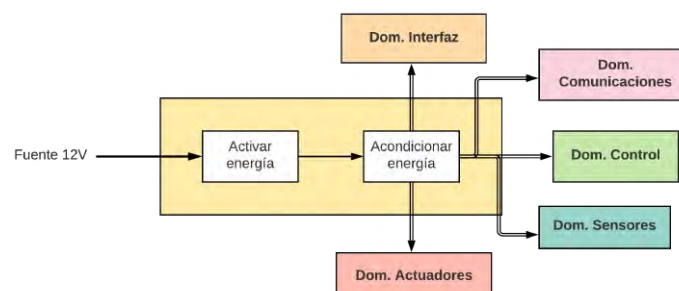 Dom. Interfaz
Dom.
Comunicaciones
Fuente 12V
Activar
energía
Acondicionar
energía
Dom. Control
Dom. Sensores
Dom. Actuadores